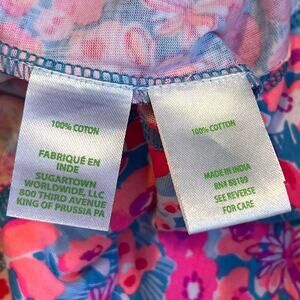 100% COTON
FABRIQUÉ EN
INDE
SUGARTOWN
WORLDWIDE, LLC
800 THIRD AVENUE
KING OF PRUSSIA PA
100% COTTON
MADE IN INDIA
RN# 89189
SEE REVERSE
FOR CARE